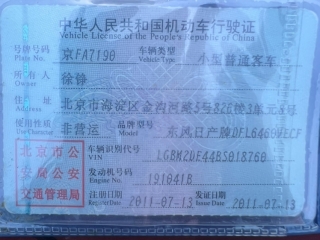 中华人民共和国机动车行驶证
Vehicle License of the People's Republic of China
号牌号码 京FA7190 车辆类型 小型普通客车
Plate No. Vehicle Type
所有人 徐锌
Owner
住址 北京市海淀区金沟河路5号82E楼3单元8号
Address
使用性质 非营运 品牌型号 东风日产牌DFL6460VECF
Use Character
北京市公安局公安交通管理局
车辆识别代号 LGBM2DE44BS018760
VIN
发动机号码 191041B
Engine No.
注册日期 2011-07-13 发证日期 2011-07-13
Register Date Issue Date